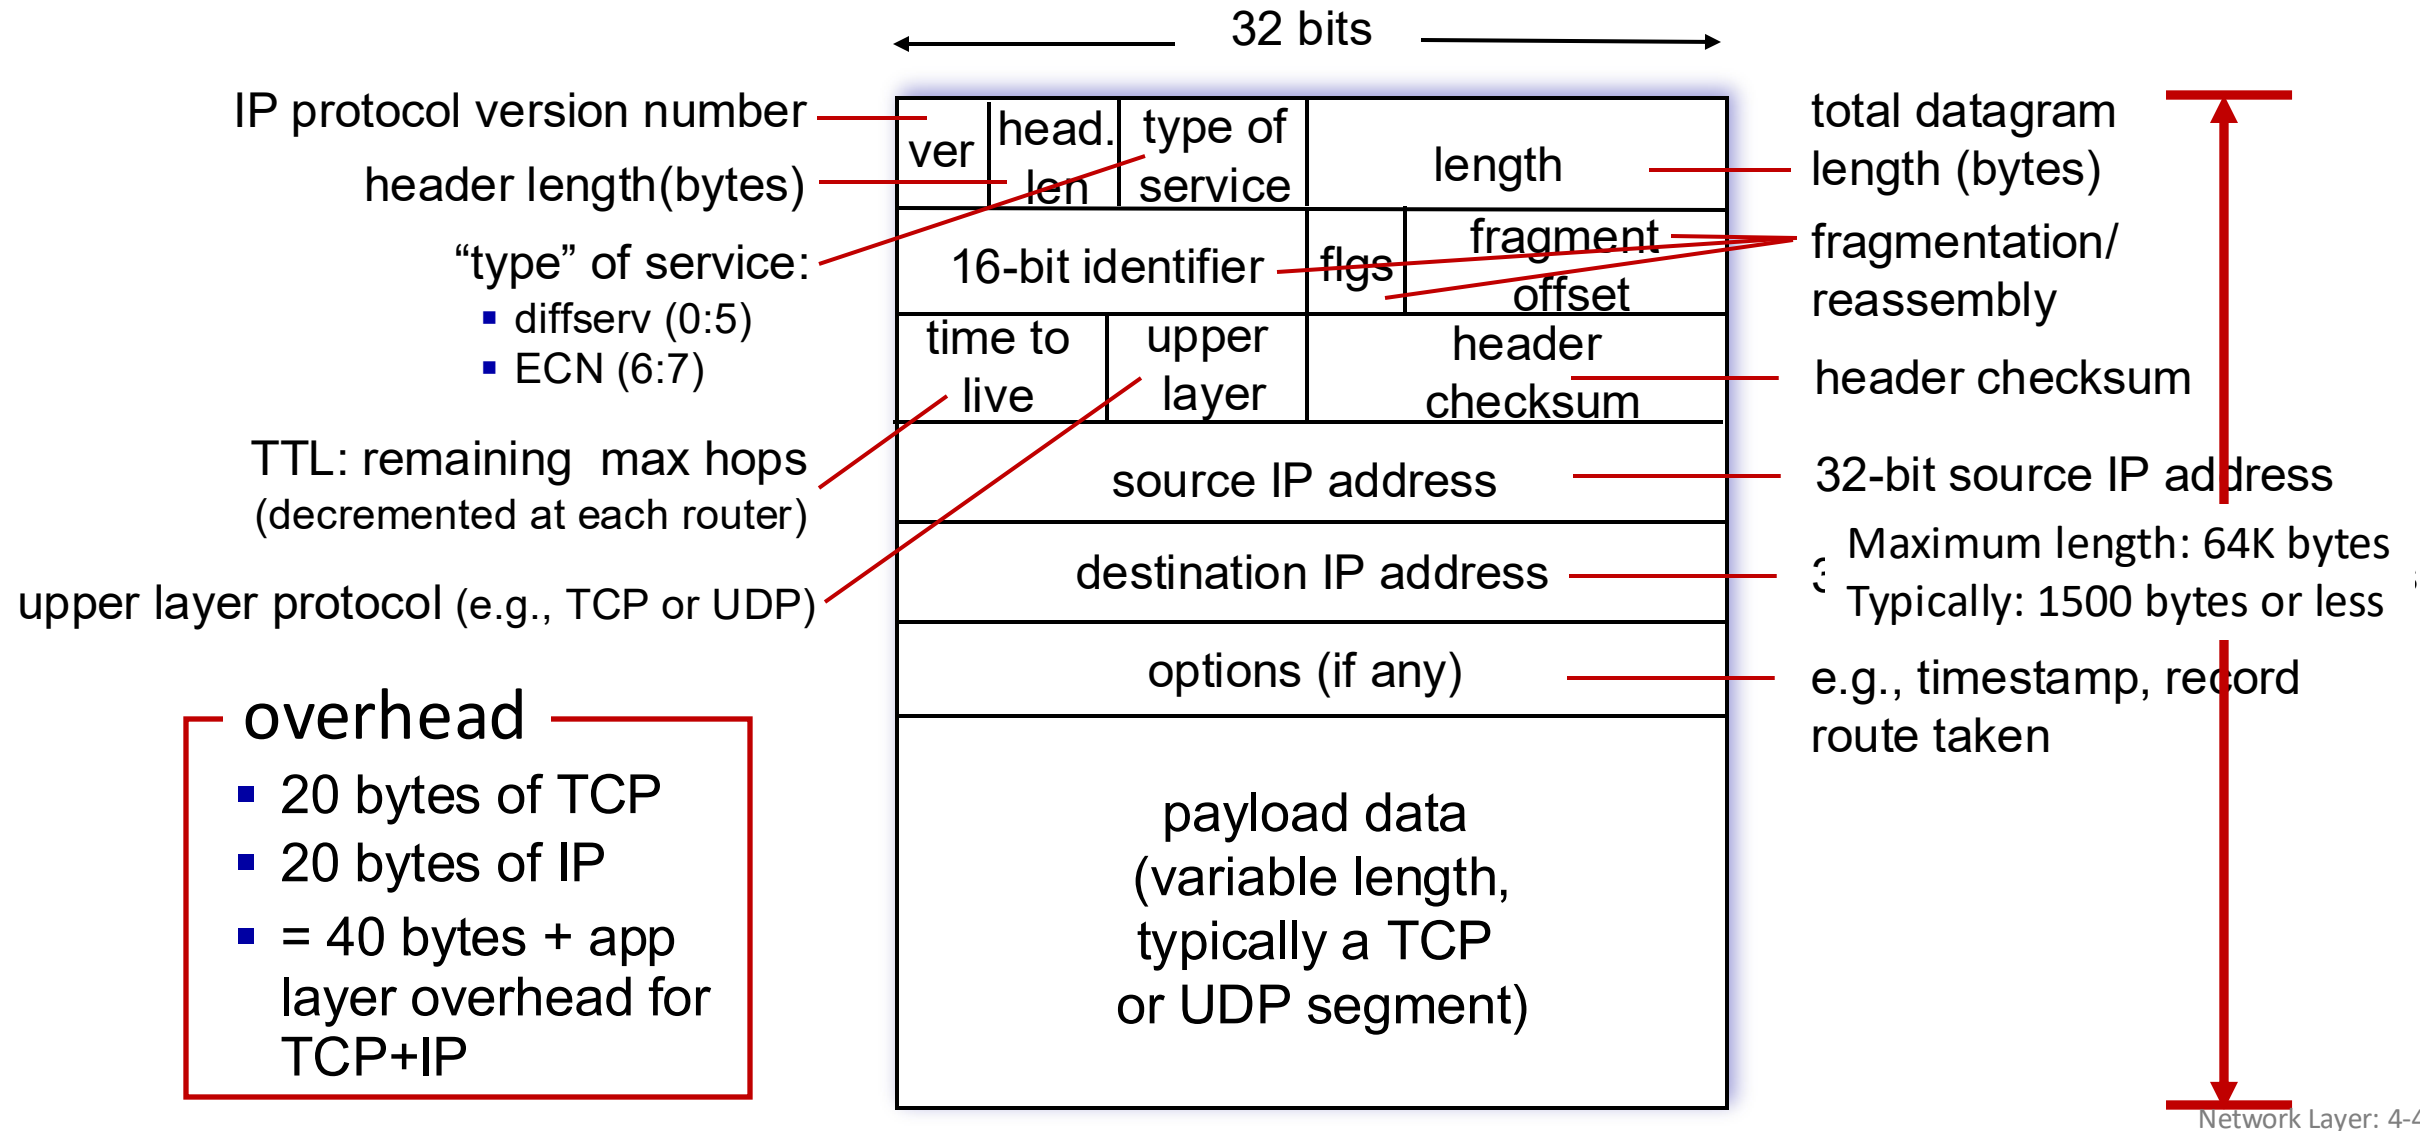 32 bits
IP protocol version number
header length(bytes)
“type” of service:
▪ diffserv (0:5)
▪ ECN (6:7)
TTL: remaining max hops
(decremented at each router)
upper layer protocol (e.g., TCP or UDP)
overhead
▪ 20 bytes of TCP
▪ 20 bytes of IP
▪ = 40 bytes + app
layer overhead for
TCP+IP
ver
head.
len
type of
service
length
16-bit identifier
flgs
fragment
offset
time to
live
upper
layer
header
checksum
source IP address
destination IP address
options (if any)
payload data
(variable length,
typically a TCP
or UDP segment)
total datagram
length (bytes)
fragmentation/
reassembly
header checksum
32-bit source IP address
Maximum length: 64K bytes
Typically: 1500 bytes or less
e.g., timestamp, record
route taken
Network Layer: 4-4